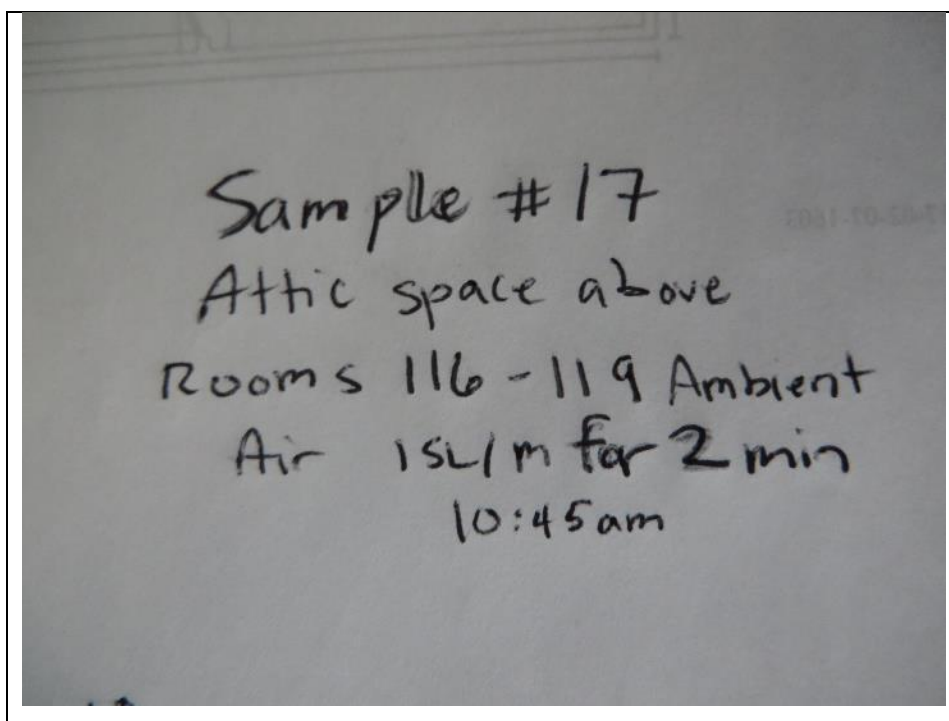 Sample #17
Attic space above
Rooms 116-119 Ambient
Air 15L/m for 2 min
10:45am